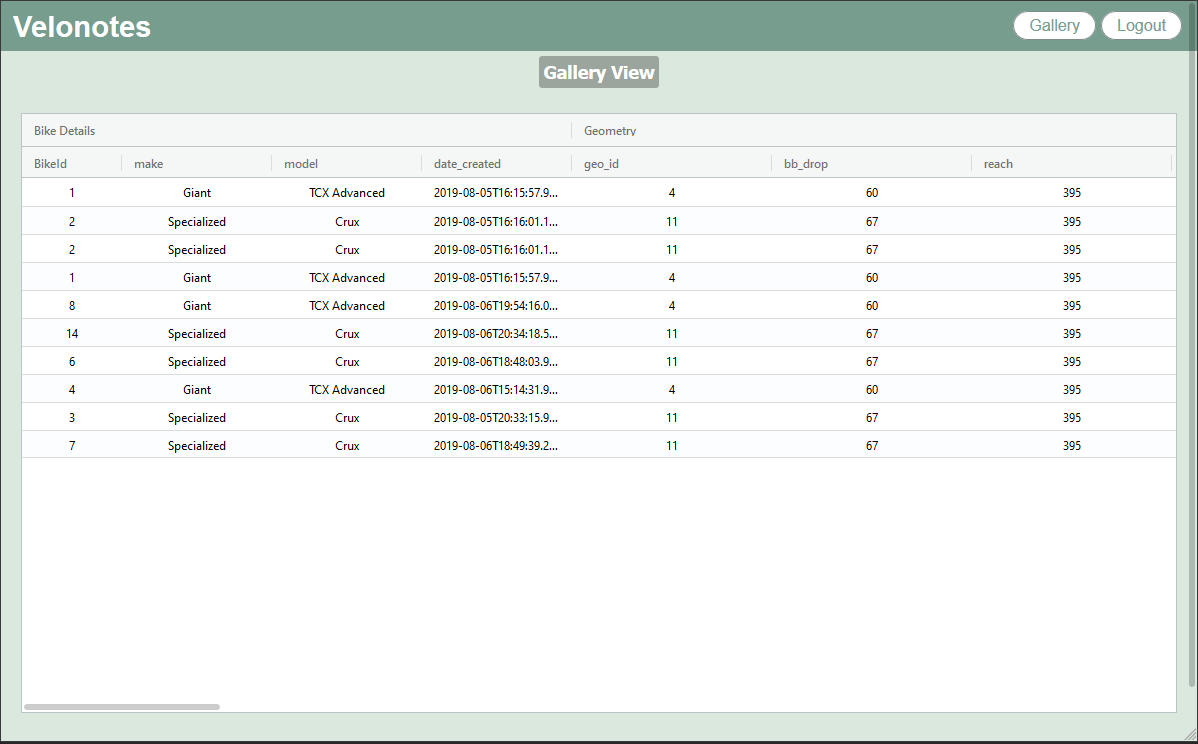 Velonotes Gallery Logout
Gallery View
Bike Details Geometry
BikeId make model date_created geo_id bb_drop reach
1 Giant TCX Advanced 2019-08-05T16:15:57.9... 4 60 395
2 Specialized Crux 2019-08-05T16:16:01.1... 11 67 395
2 Specialized Crux 2019-08-05T16:16:01.1... 11 67 395
1 Giant TCX Advanced 2019-08-05T16:15:57.9... 4 60 395
8 Giant TCX Advanced 2019-08-06T19:54:16.0... 4 60 395
14 Specialized Crux 2019-08-06T20:34:18.5... 11 67 395
6 Specialized Crux 2019-08-06T18:48:03.9... 11 67 395
4 Giant TCX Advanced 2019-08-06T15:14:31.9... 4 60 395
3 Specialized Crux 2019-08-05T20:33:15.9... 11 67 395
7 Specialized Crux 2019-08-06T18:49:39.2... 11 67 395